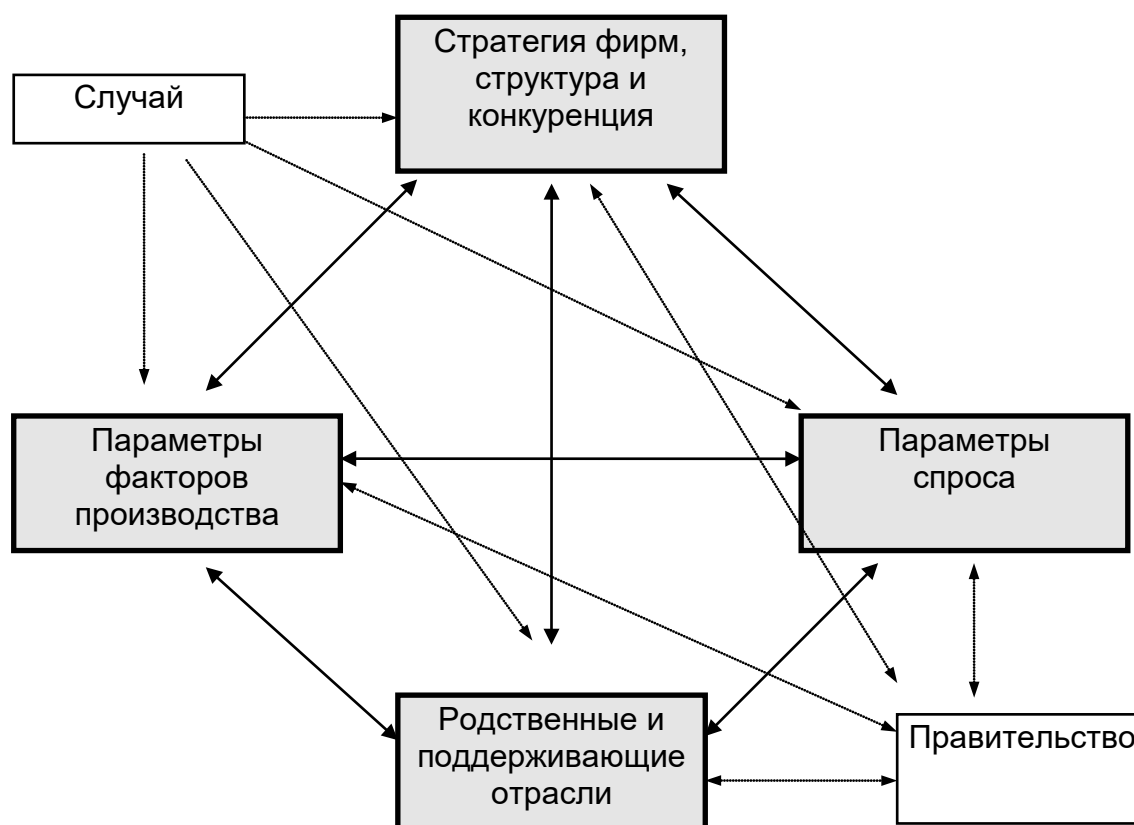 Стратегия фирм,
структура и
конкуренция
Случай
Параметры
факторов
производства
Параметры
спроса
Родственные и
поддерживающие
отрасли
Правительство